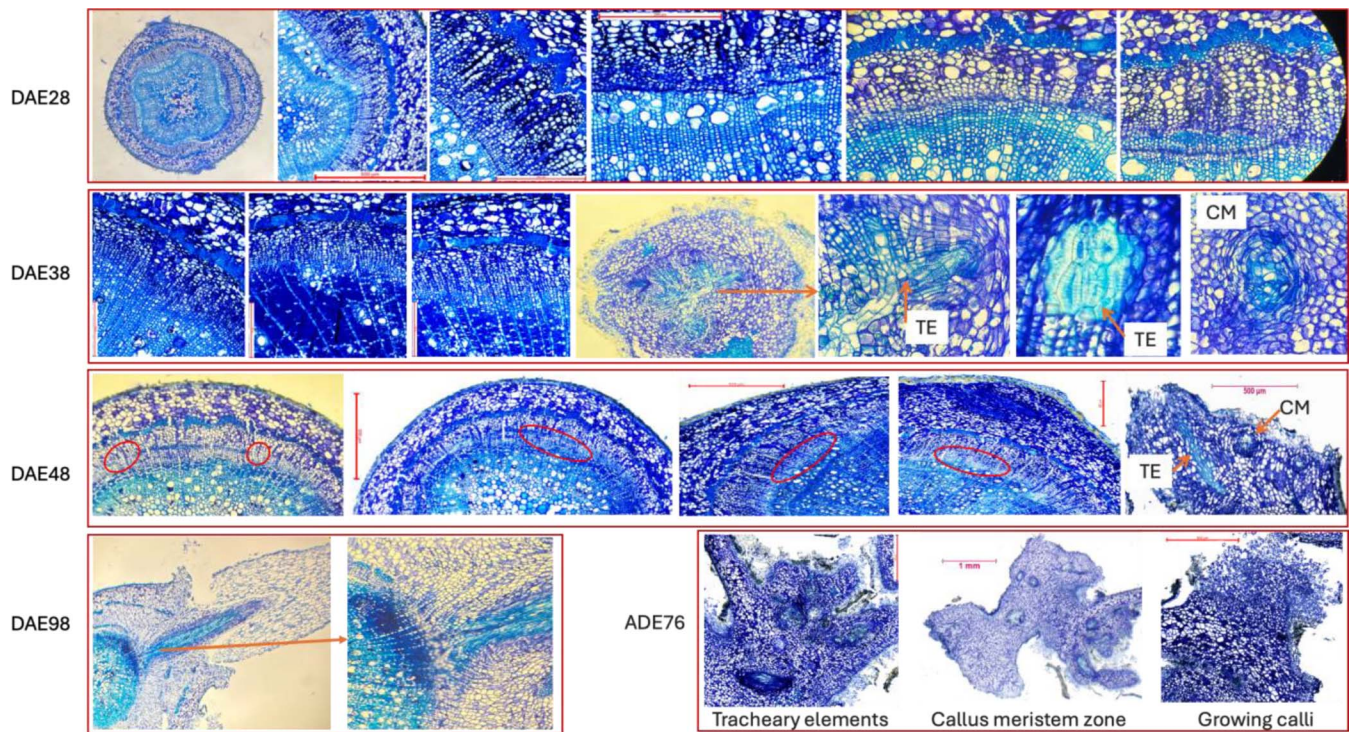 DAE28
DAE38
TE
TE
CM
DAE48
500 µm
CM
TE
DAE98
ADE76
1 mm
Tracheary elements
Callus meristem zone
Growing calli